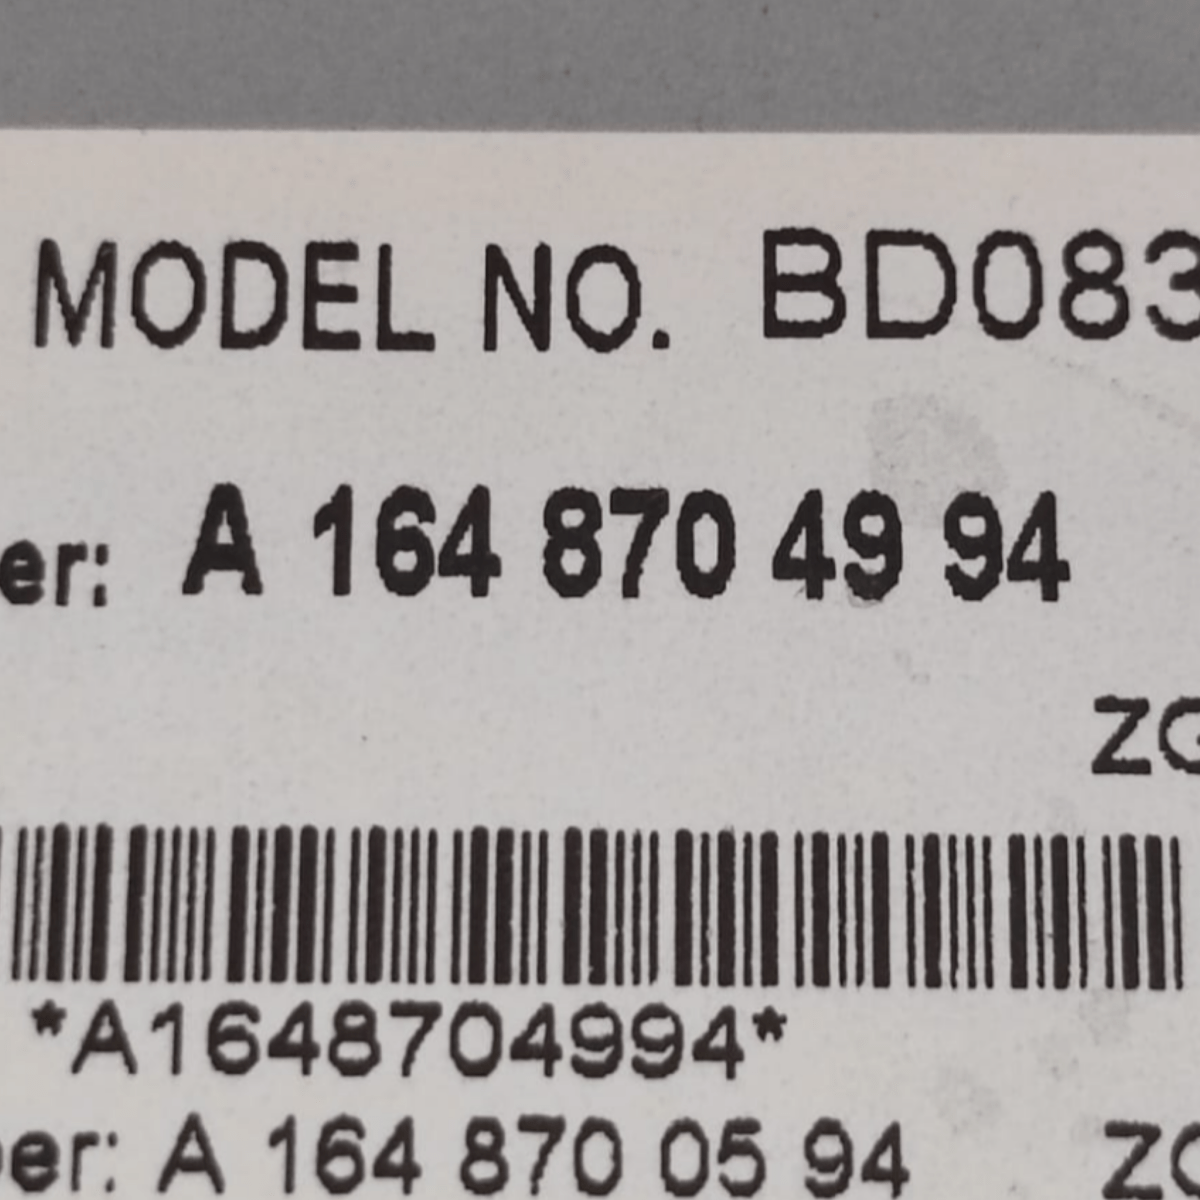 MODEL NO. BD083
er: A 164 870 49 94
ZG
*A1648704994*
er: A 164 870 05 94 ZG